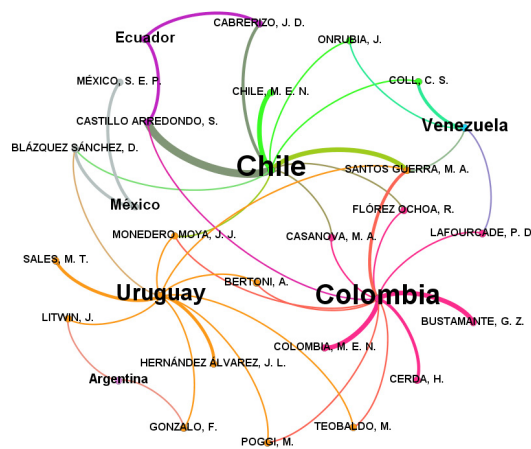 CABRERIZO, J. D.
Ecuador
ONRUBIA, J.
MÉXICO, S. E. P.
COLL, C. S.
CHILE, M. E. N.
CASTILLO ARREDONDO, S.
Venezuela
BLÁZQUEZ SÁNCHEZ, D.
Chile
SANTOS GUERRA, M. A.
México
FLÓREZ OCHOA, R.
LAFOURCADE, P. D.
MONEDERO MOYA, J. J.
CASANOVA, M. A.
SALES, M. T.
BERTONI, A.
Uruguay
Colombia
LITWIN, J.
BUSTAMANTE, G. Z.
COLOMBIA, M. E. N.
HERNÁNDEZ ÁLVAREZ, J. L.
Argentina
CERDA, H.
GONZALO, F.
TEOBALDO, M.
POGGI, M.